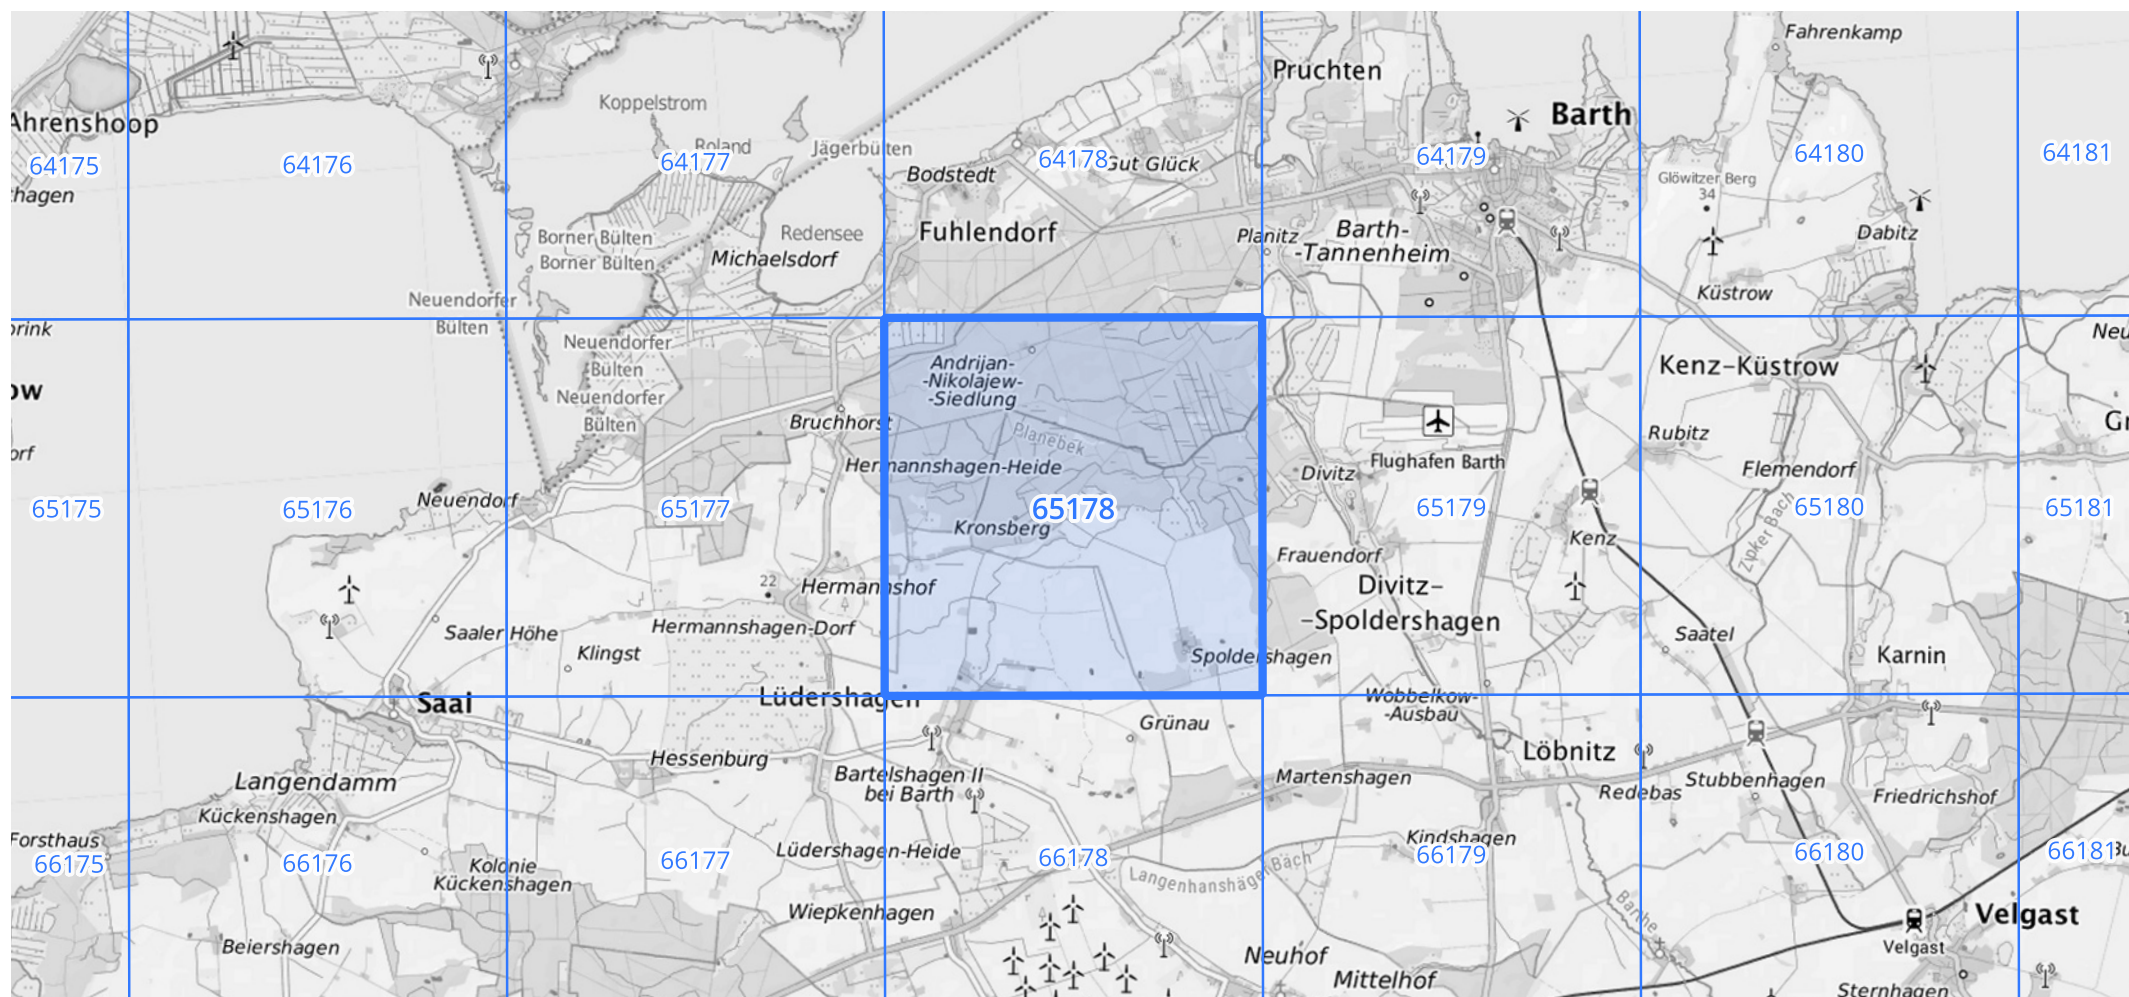 Fahrenkamp
Pruchten
Koppelstrom
Barth
Ahrenshoop
Roland
Jägerbülten
64175
64176
64177
64178
Gut Glück
64179
64180
64181
Bodstedt
Glöwitzer Berg
34
Fuhlendorf
Redensee
Borner Bülten
Borner Bülten
Michaelsdorf
Planitz
Barth-
-Tannenheim
Dabitz
Küstrow
Neuendorfer
Bülten
Neuendorfer
Bülten
Neuendorfer
Bülten
Andrijan-
-Nikolajew-
-Siedlung
Kenz-Küstrow
Bruchhorst
Planebek
Rubitz
Hermannshagen-Heide
Divitz
Flughafen Barth
Flemendorf
Neuendorf
65175
65176
65177
65178
65179
65180
65181
Kronsberg
Kenz
Zipker Bach
Frauendorf
Divitz-
-Spoldershagen
22
Hermannshof
Saaler Höhe
Hermannshagen-Dorf
Klingst
Saatel
Karnin
Spoldershagen
Saal
Lüdershagen
Wobbelkow-
-Ausbau
Grünau
Löbnitz
Hessenburg
Langendamm
Bartelshagen II
bei Barth
Martenshagen
Redebas
Stubbenhagen
Friedrichshof
Kückenshagen
Forsthaus
Kindshagen
Lüdershagen-Heide
66175
66176
66177
66178
66179
66180
66181
Kolonie
Kückenshagen
Langenhanshäger Bach
Wiepkenhagen
Barthe
Velgast
Velgast
Beiershagen
Neuhof
Mittelhof
Sternhagen